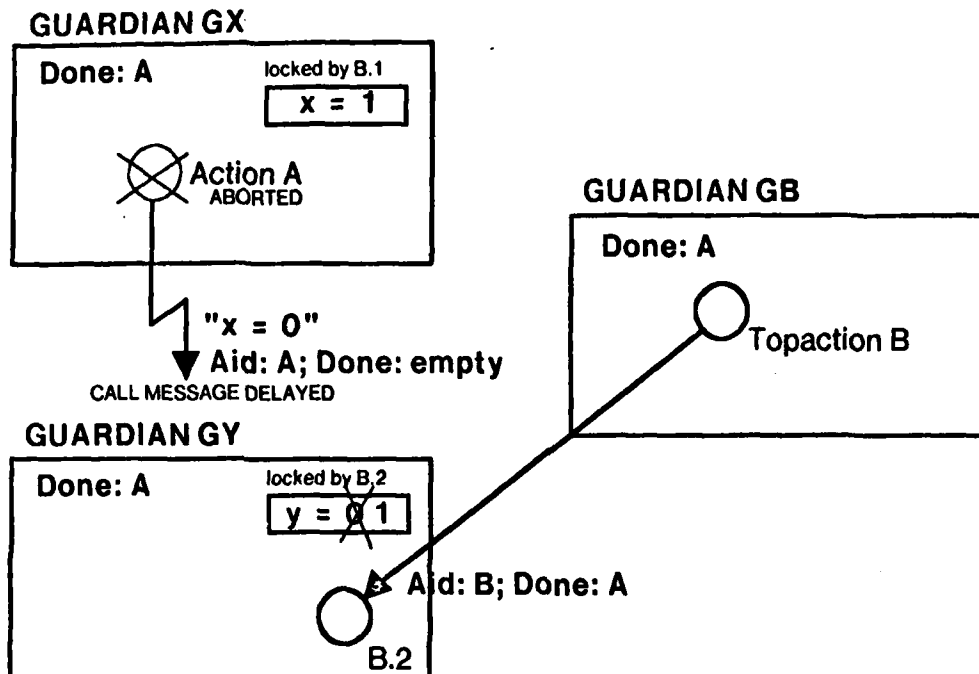 GUARDIAN GX
Done: A
locked by B.1
x = 1
Action A
ABORTED
"x = 0"
Aid: A; Done: empty
CALL MESSAGE DELAYED
GUARDIAN GB
Done: A
Topaction B
GUARDIAN GY
Done: A
locked by B.2
y = 0 1
Aid: B; Done: A
B.2